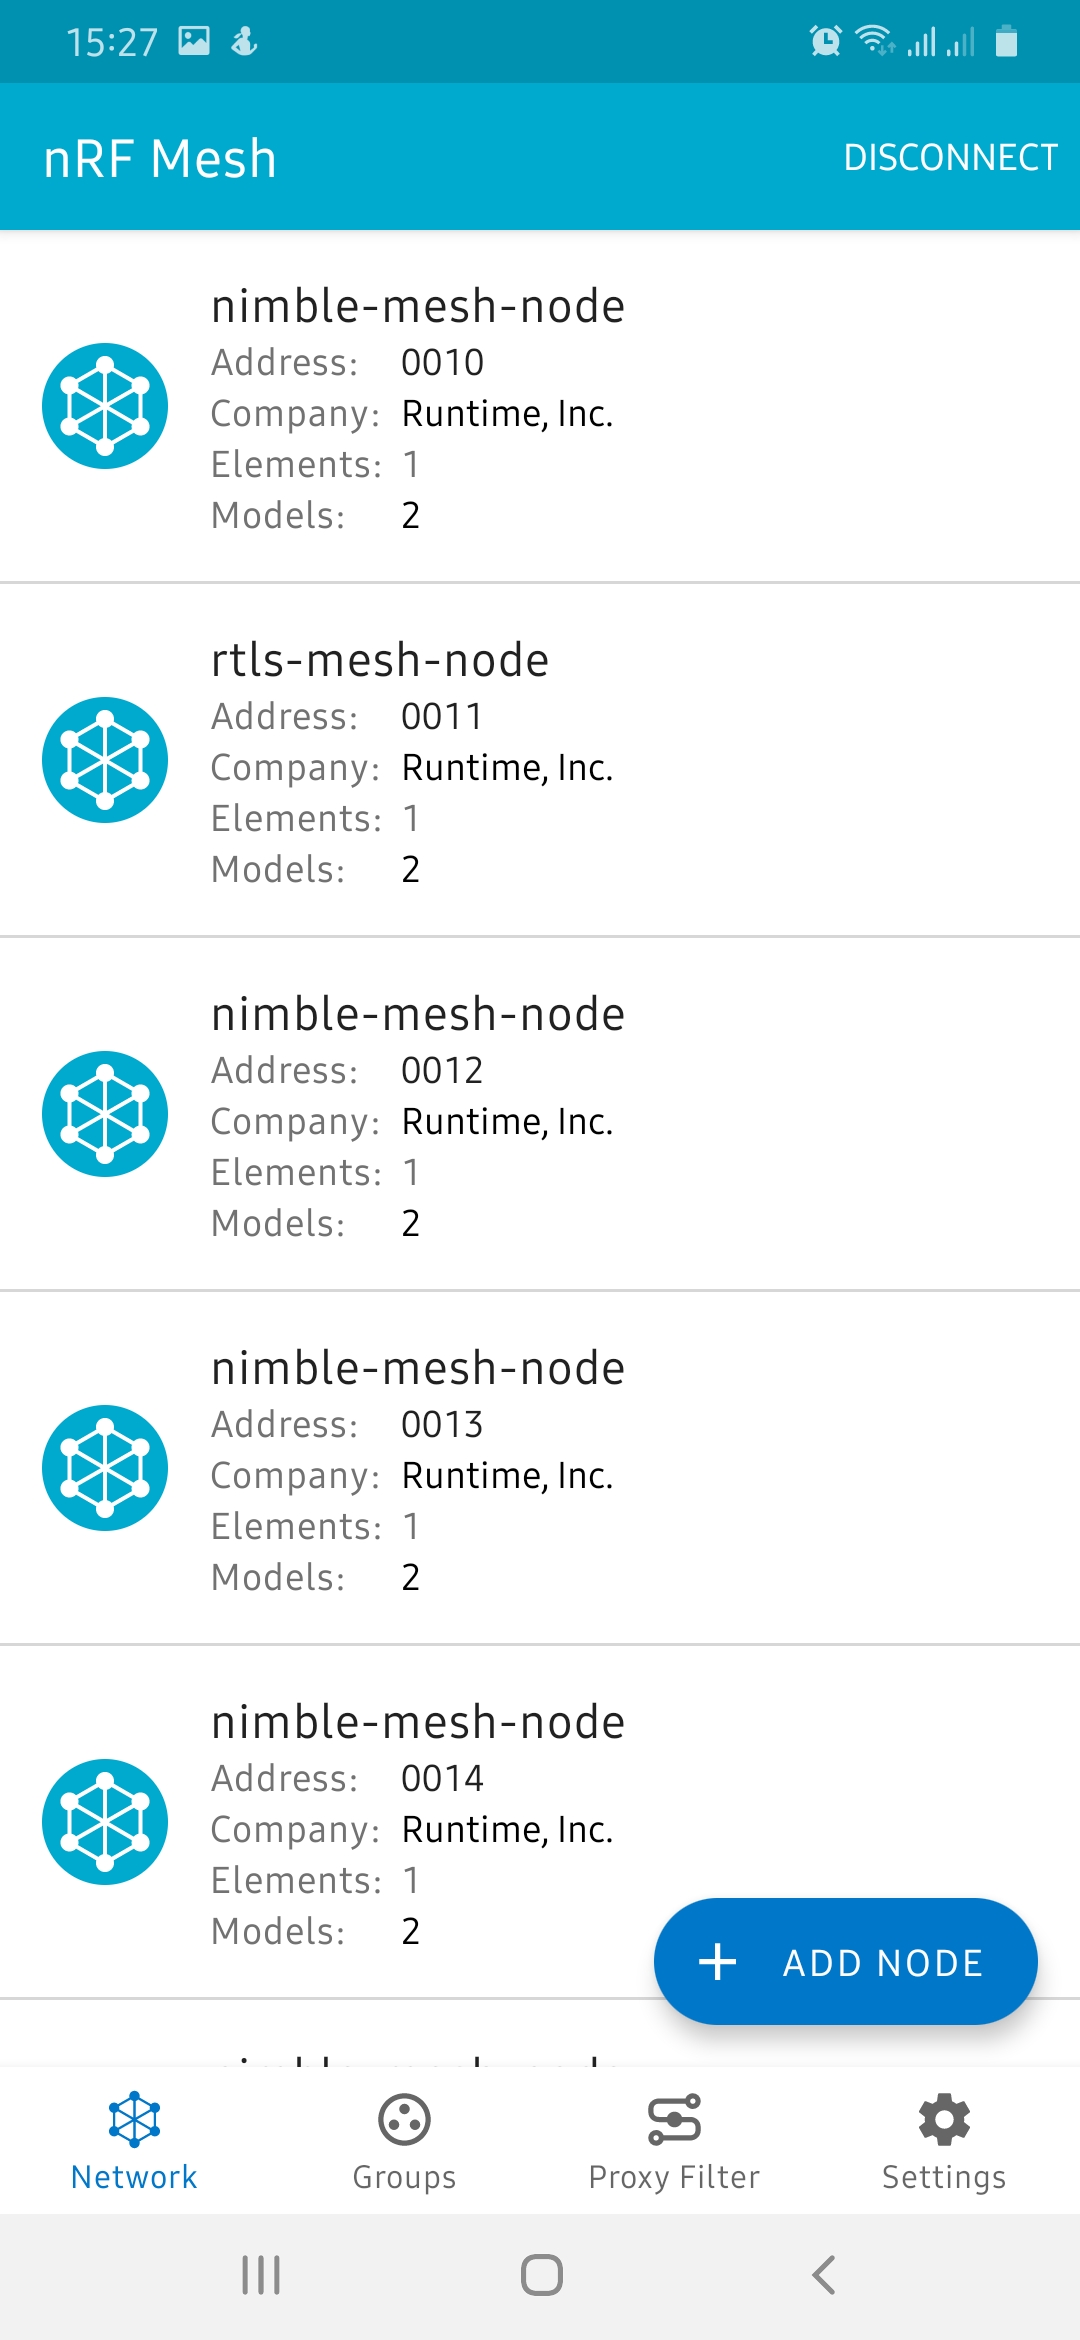 15:27
nRF Mesh
DISCONNECT
nimble-mesh-node
Address: 0010
Company: Runtime, Inc.
Elements: 1
Models: 2
rtls-mesh-node
Address: 0011
Company: Runtime, Inc.
Elements: 1
Models: 2
nimble-mesh-node
Address: 0012
Company: Runtime, Inc.
Elements: 1
Models: 2
nimble-mesh-node
Address: 0013
Company: Runtime, Inc.
Elements: 1
Models: 2
nimble-mesh-node
Address: 0014
Company: Runtime, Inc.
Elements: 1
Models: 2
ADD NODE
Network
Groups
Proxy Filter
Settings